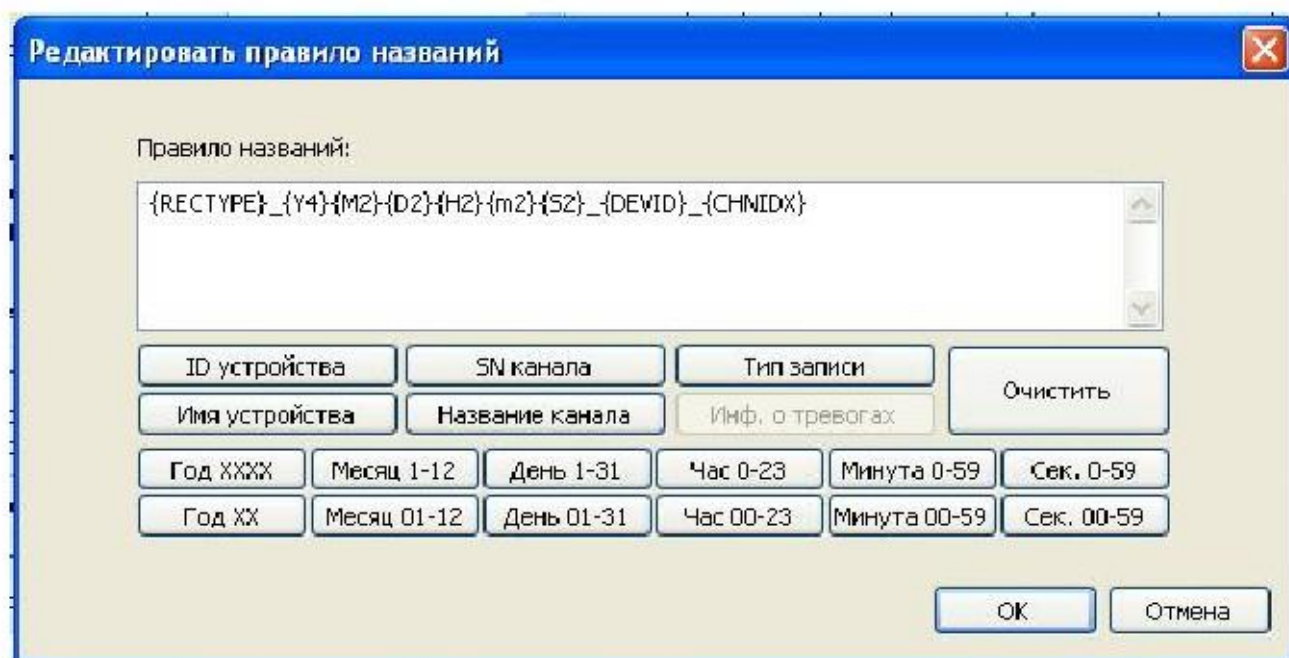 Редактировать правило названий
Правило названий:
{RECTYPE}_{Y4}{M2}{D2}{H2}{m2}{S2}_{DEVID}_{CHNIDX}
ID устройства SN канала Тип записи Очистить
Имя устройства Название канала Инф. о тревогах
Год XXXX Месяц 1-12 День 1-31 Час 0-23 Минута 0-59 Сек. 0-59
Год XX Месяц 01-12 День 01-31 Час 00-23 Минута 00-59 Сек. 00-59
OK Отмена